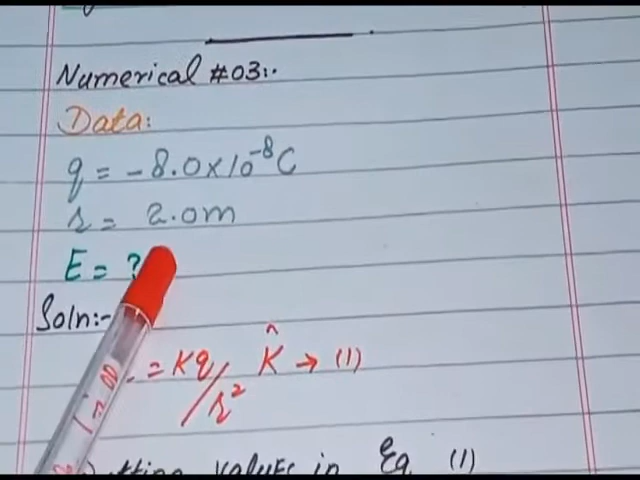 Numerical #03:-
Data:
q = -8.0×10⁻⁸C
r = 2.0m
E = ?
Soln:-
= Kq/r² K̂ → (1)
values in Eq (1)